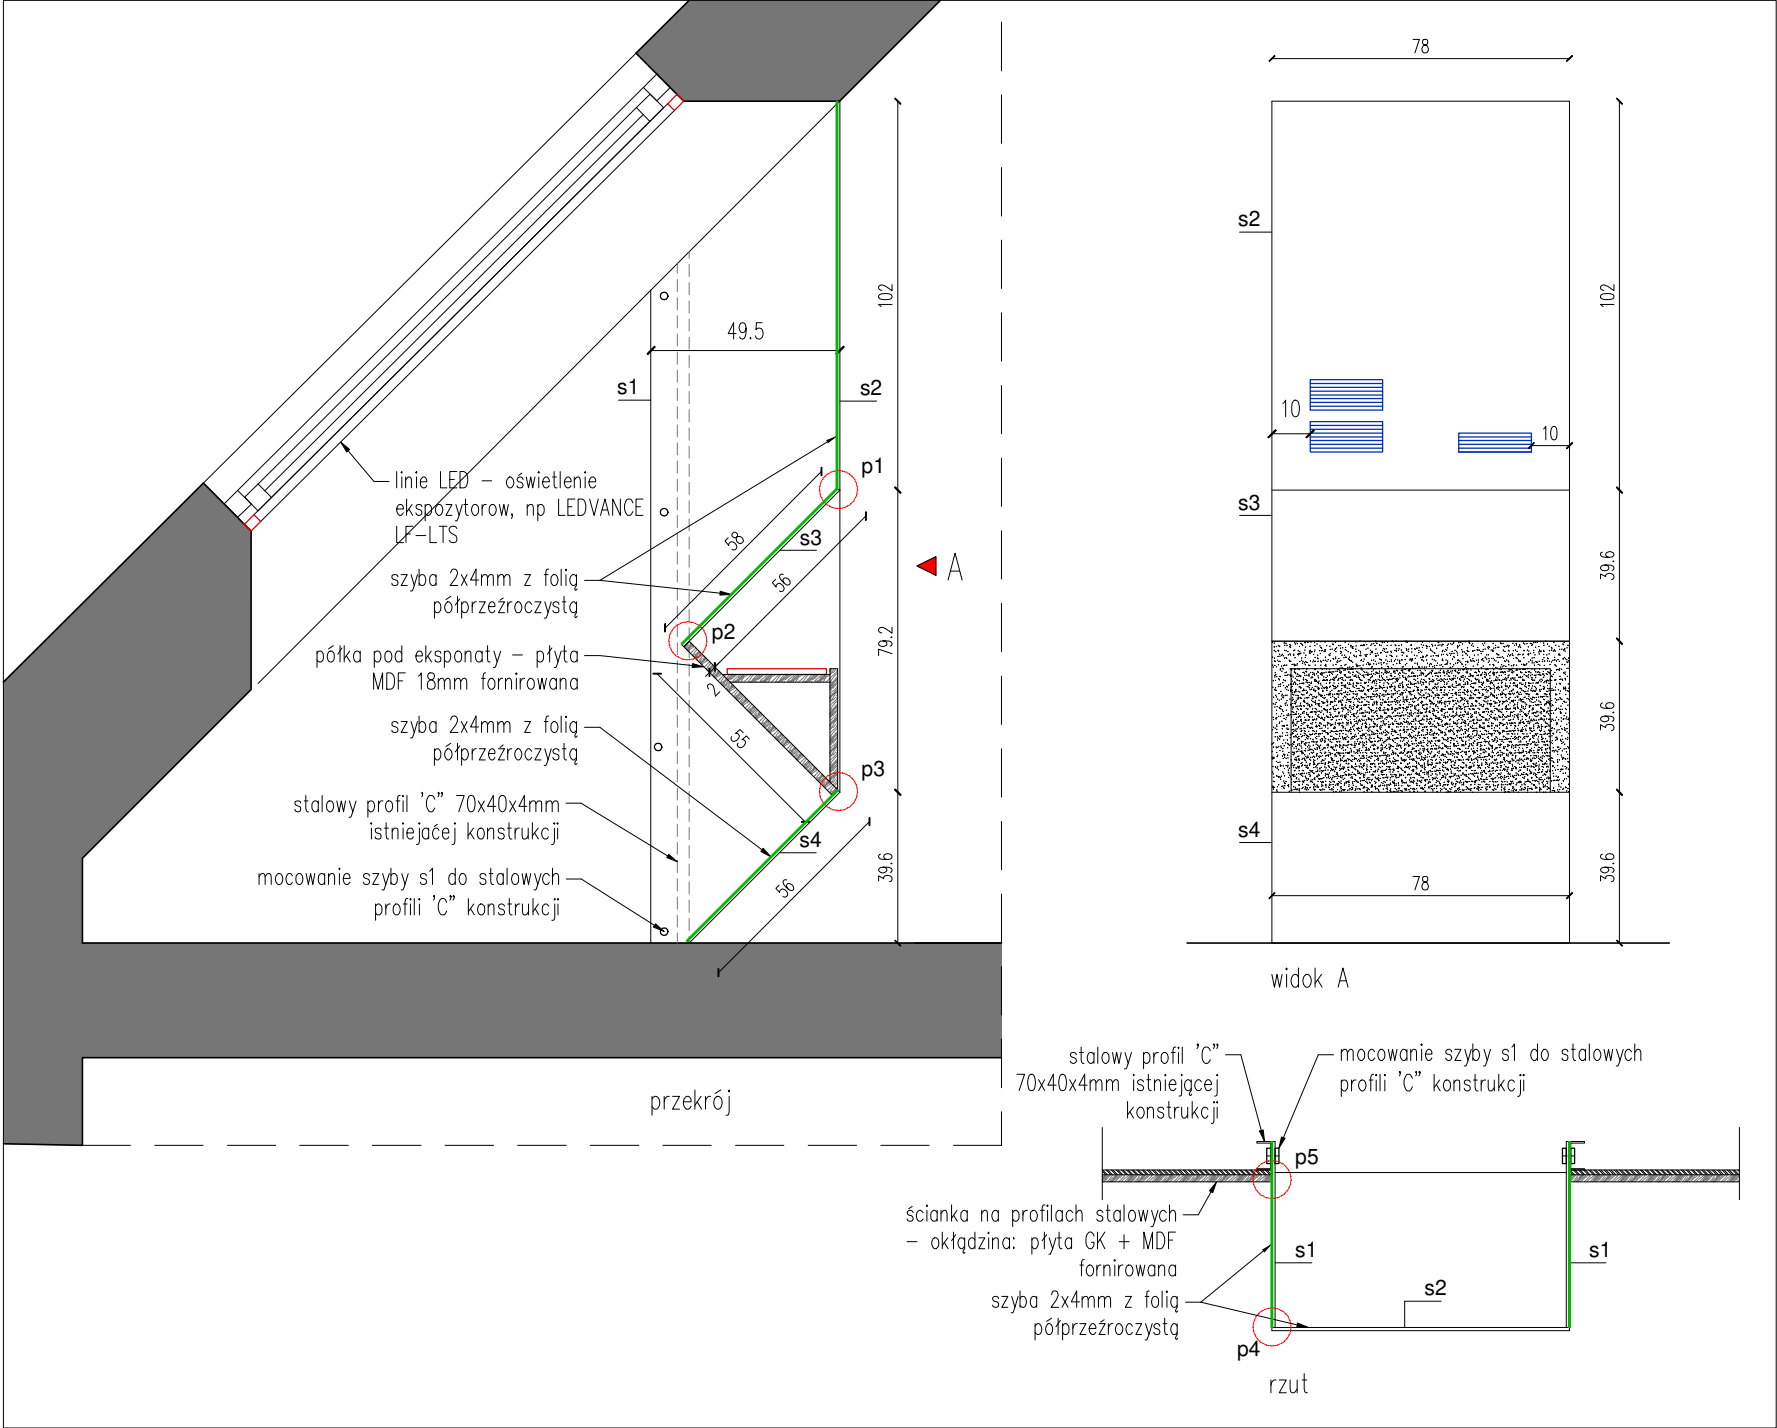 78
s2
102
102
49.5
s1
s2
10
10
p1
linie LED – oświetlenie
ekspozytorow, np LEDVANCE
LF–LTS
s3
58
s3
szyba 2x4mm z folią
półprzeźroczystą
56
A
39.6
p2
79.2
półka pod eksponaty – płyta
MDF 18mm fornirowana
2
szyba 2x4mm z folią
półprzeźroczystą
55
39.6
p3
stalowy profil 'C" 70x40x4mm
istniejaćej konstrukcji
s4
s4
39.6
39.6
56
78
mocowanie szyby s1 do stalowych
profili 'C" konstrukcji
widok A
przekrój
stalowy profil 'C"
70x40x4mm istniejącej
konstrukcji
mocowanie szyby s1 do stalowych
profili 'C" konstrukcji
p5
ścianka na profilach stalowych
– okłądzina: płyta GK + MDF
fornirowana
s1
s1
s2
szyba 2x4mm z folią
półprzeźroczystą
p4
rzut